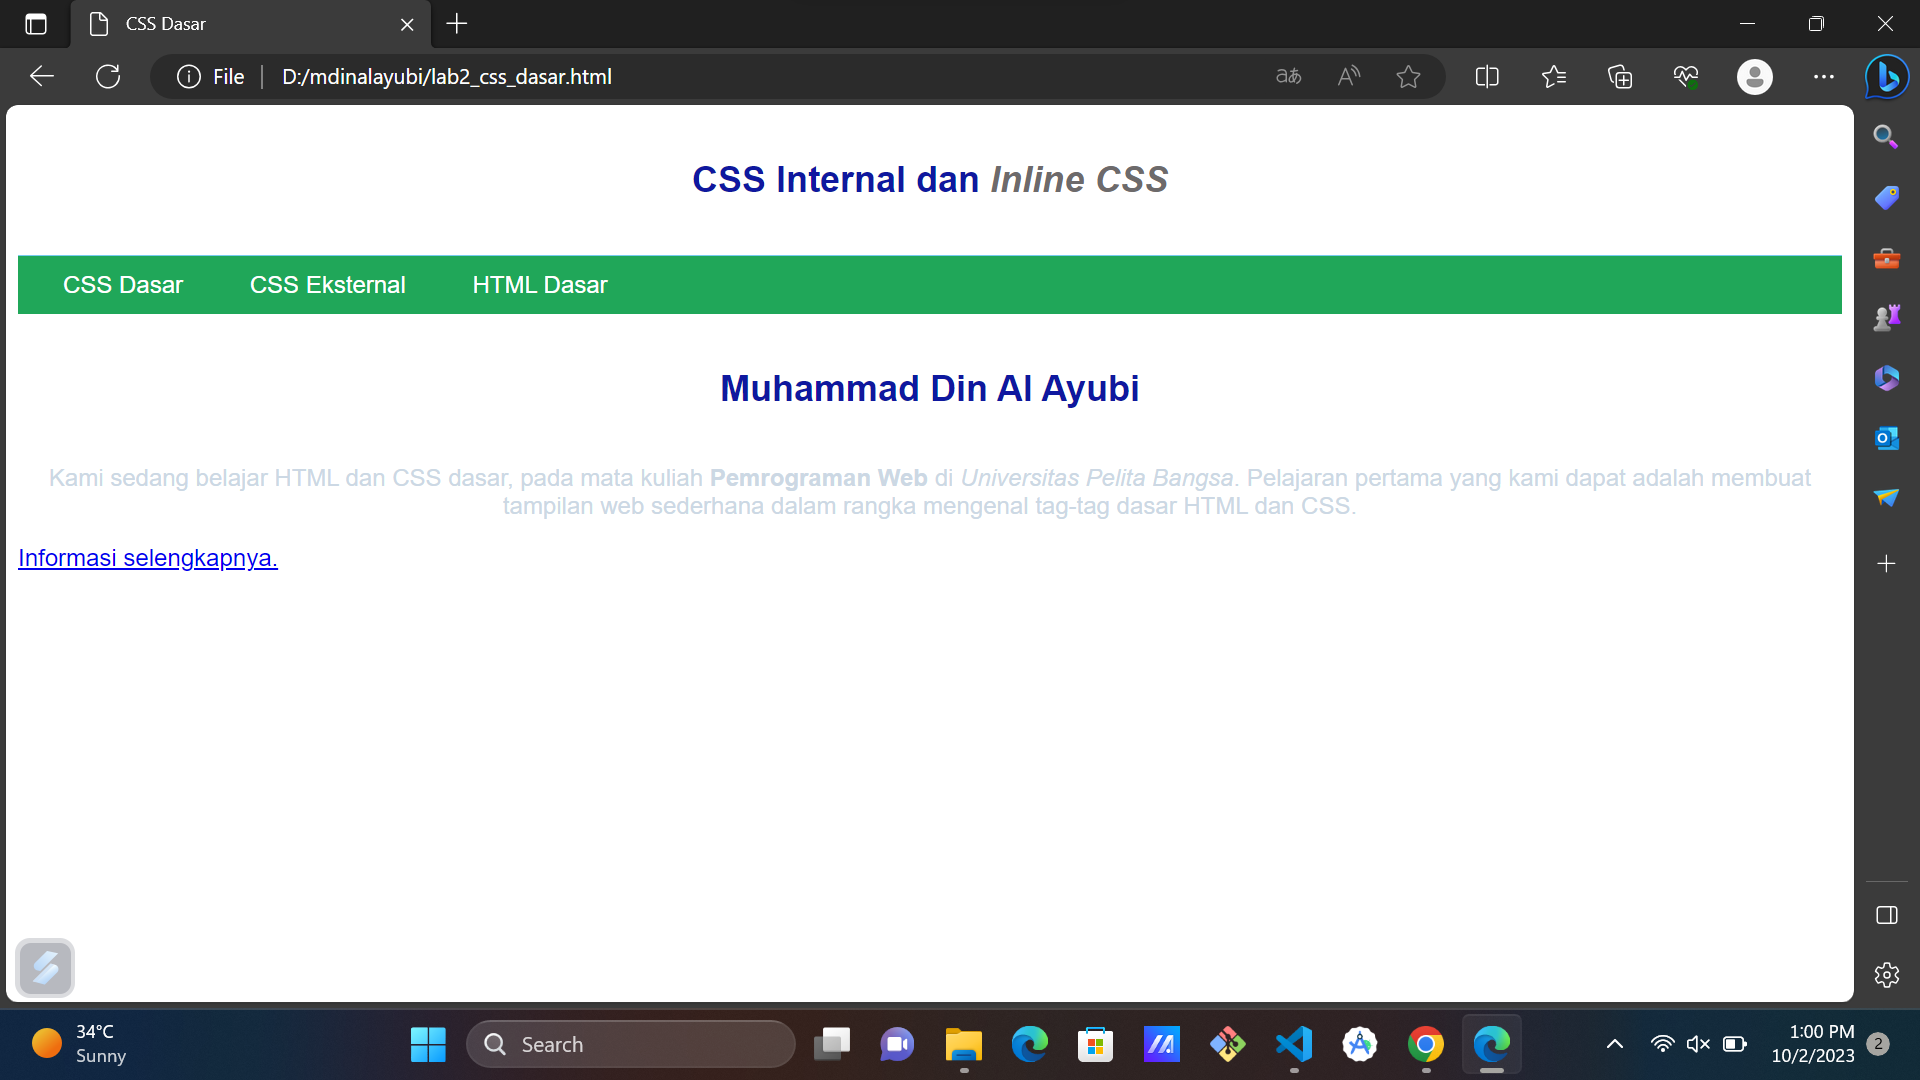 CSS Dasar
File
D:/mdinalayubi/lab2_css_dasar.html
CSS Internal dan Inline CSS
CSS Dasar CSS Eksternal HTML Dasar
Muhammad Din Al Ayubi
Kami sedang belajar HTML dan CSS dasar, pada mata kuliah Pemrograman Web di Universitas Pelita Bangsa. Pelajaran pertama yang kami dapat adalah membuat
tampilan web sederhana dalam rangka mengenal tag-tag dasar HTML dan CSS.
Informasi selengkapnya.
34°C
Sunny
Search
1:00 PM
10/2/2023
2